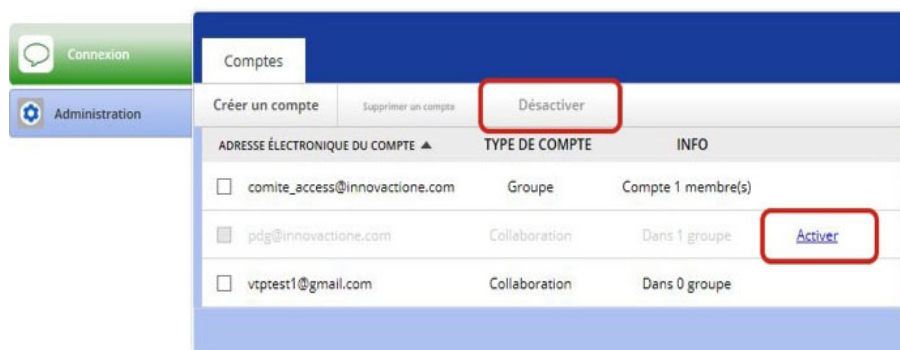 Connexion
Administration
Comptes
Créer un compte Supprimer un compte Désactiver
ADRESSE ÉLECTRONIQUE DU COMPTE ▲ TYPE DE COMPTE INFO
comite_access@innovactione.com Groupe Compte 1 membre(s)
pdg@innovactione.com Collaboration Dans 1 groupe Activer
vtptest1@gmail.com Collaboration Dans 0 groupe